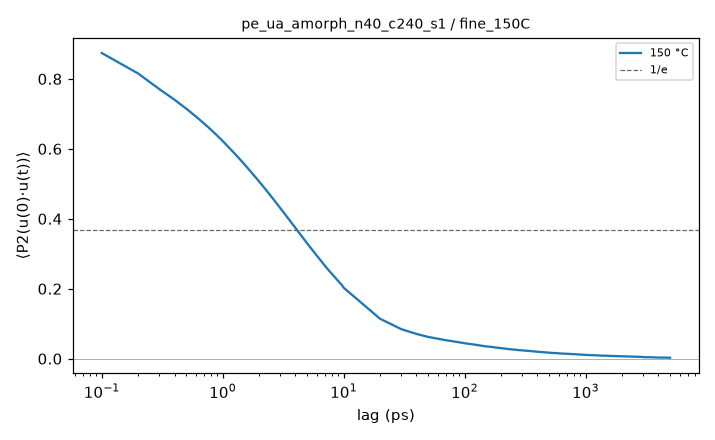 pe_ua_amorph_n40_c240_s1 / fine_150C
150 °C
1/e
⟨P2(u(0)·u(t))⟩
0.8
0.6
0.4
0.2
0.0
10⁻¹
10⁰
10¹
10²
10³
lag (ps)